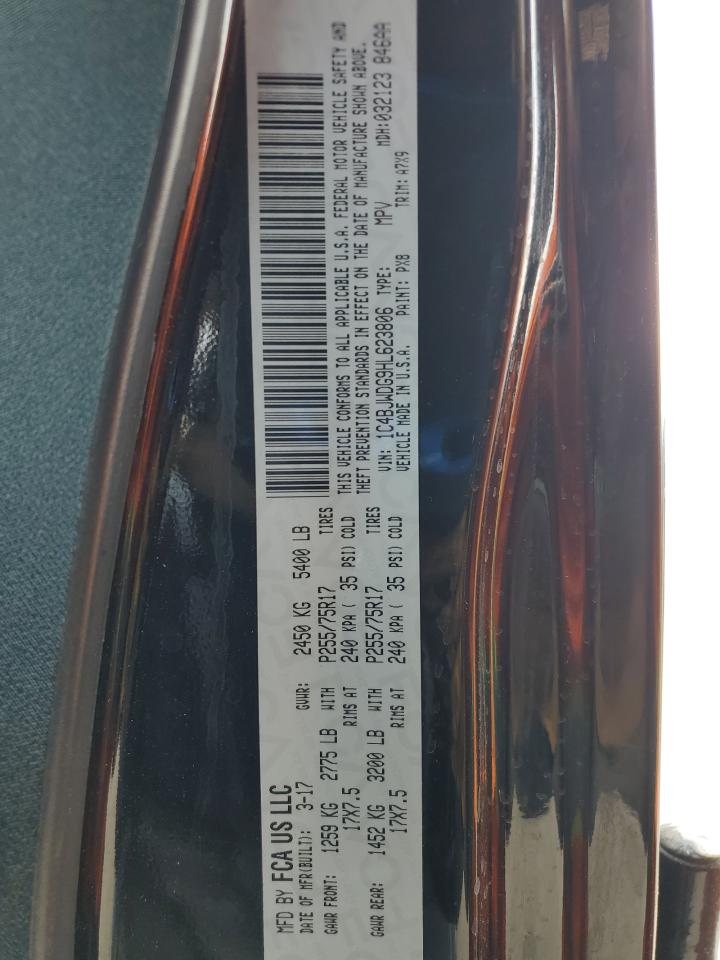 MFD BY FCA US LLC
DATE OF MFR(BUILT): 3-17 GVWR: 2450 KG 5400 LB
GAWR FRONT: 1259 KG 2775 LB WITH P255/75R17 TIRES
17X7.5 RIMS AT 240 KPA ( 35 PSI) COLD
GAWR REAR: 1452 KG 3200 LB WITH P255/75R17 TIRES
17X7.5 RIMS AT 240 KPA ( 35 PSI) COLD
THIS VEHICLE CONFORMS TO ALL APPLICABLE U.S.A. FEDERAL MOTOR VEHICLE SAFETY AND
THEFT PREVENTION STANDARDS IN EFFECT ON THE DATE OF MANUFACTURE SHOWN ABOVE.
VIN: 1C4BJWDG9HL623806 TYPE: MPV MDH:032123 846AA
VEHICLE MADE IN U.S.A. PAINT: PX8 TRIM: A7X9